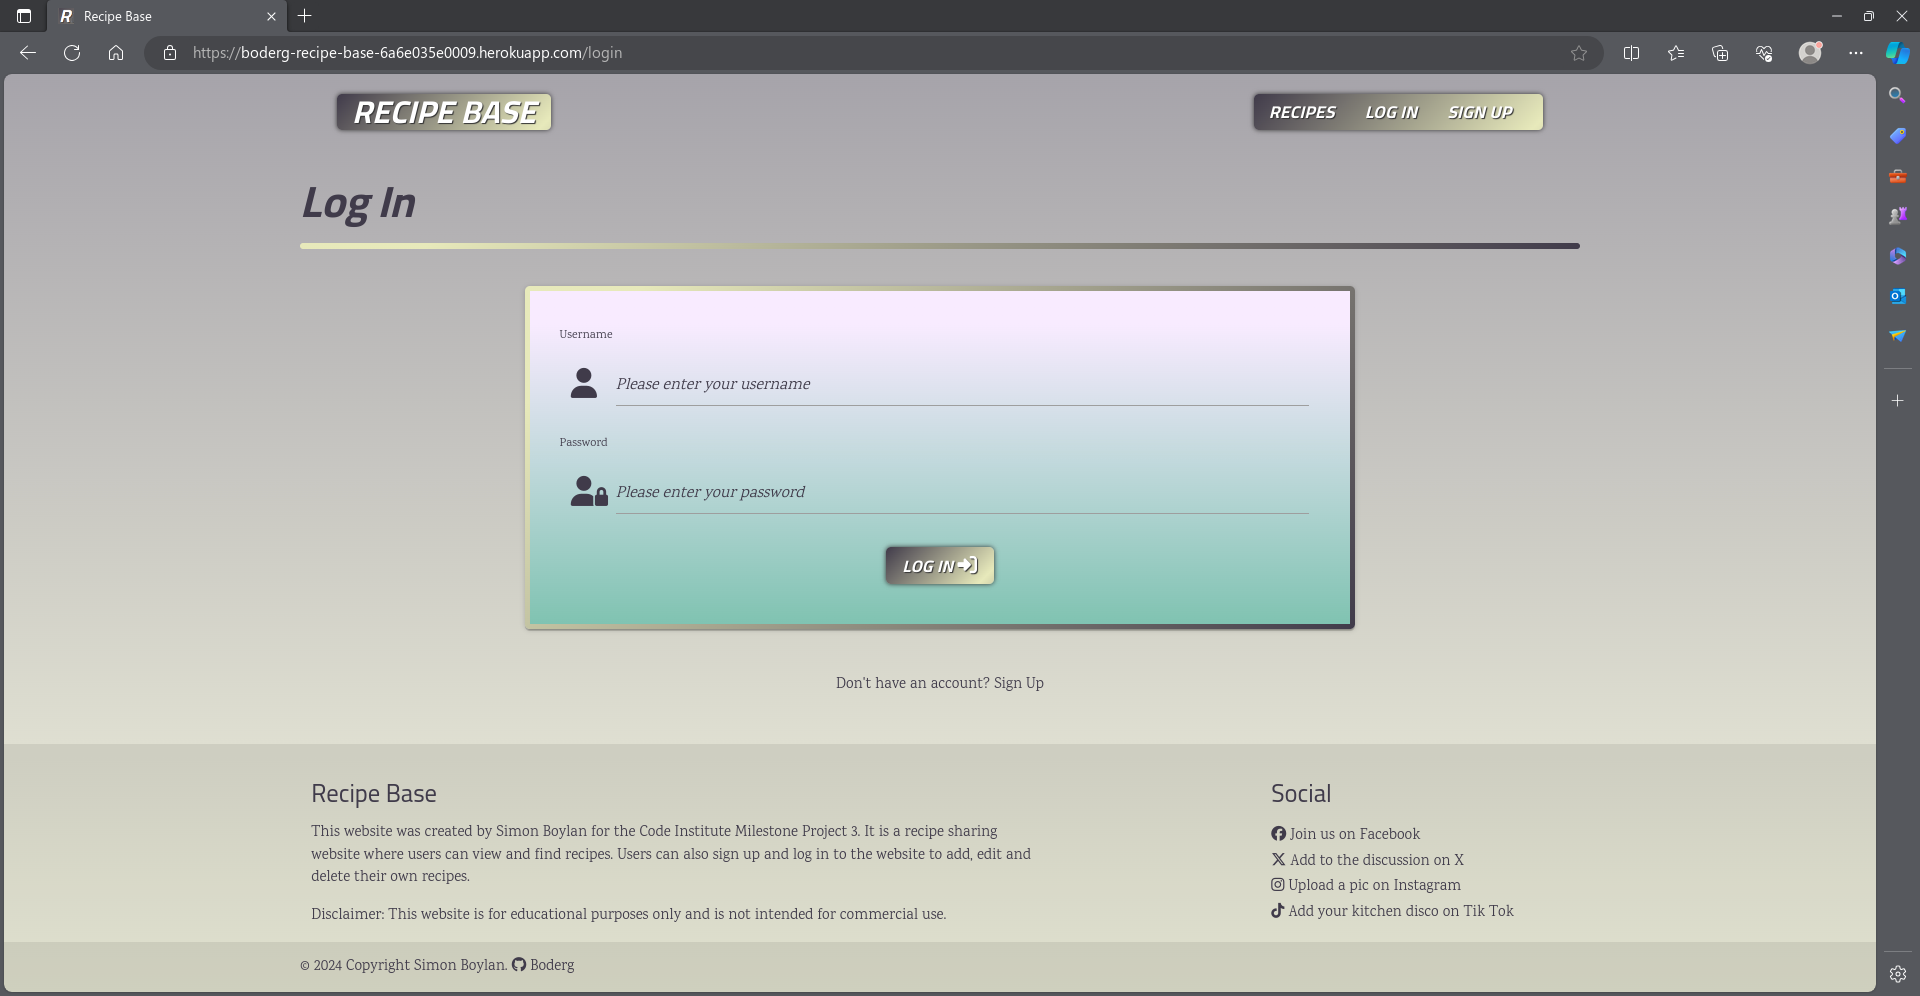 Recipe Base
https://boderg-recipe-base-6a6e035e0009.herokuapp.com/login
RECIPE BASE
RECIPES LOG IN SIGN UP
Log In
Username
Please enter your username
Password
Please enter your password
LOG IN
Don't have an account? Sign Up
Recipe Base
This website was created by Simon Boylan for the Code Institute Milestone Project 3. It is a recipe sharing
website where users can view and find recipes. Users can also sign up and log in to the website to add, edit and
delete their own recipes.
Disclaimer: This website is for educational purposes only and is not intended for commercial use.
Social
Join us on Facebook
Add to the discussion on X
Upload a pic on Instagram
Add your kitchen disco on Tik Tok
© 2024 Copyright Simon Boylan. Boderg